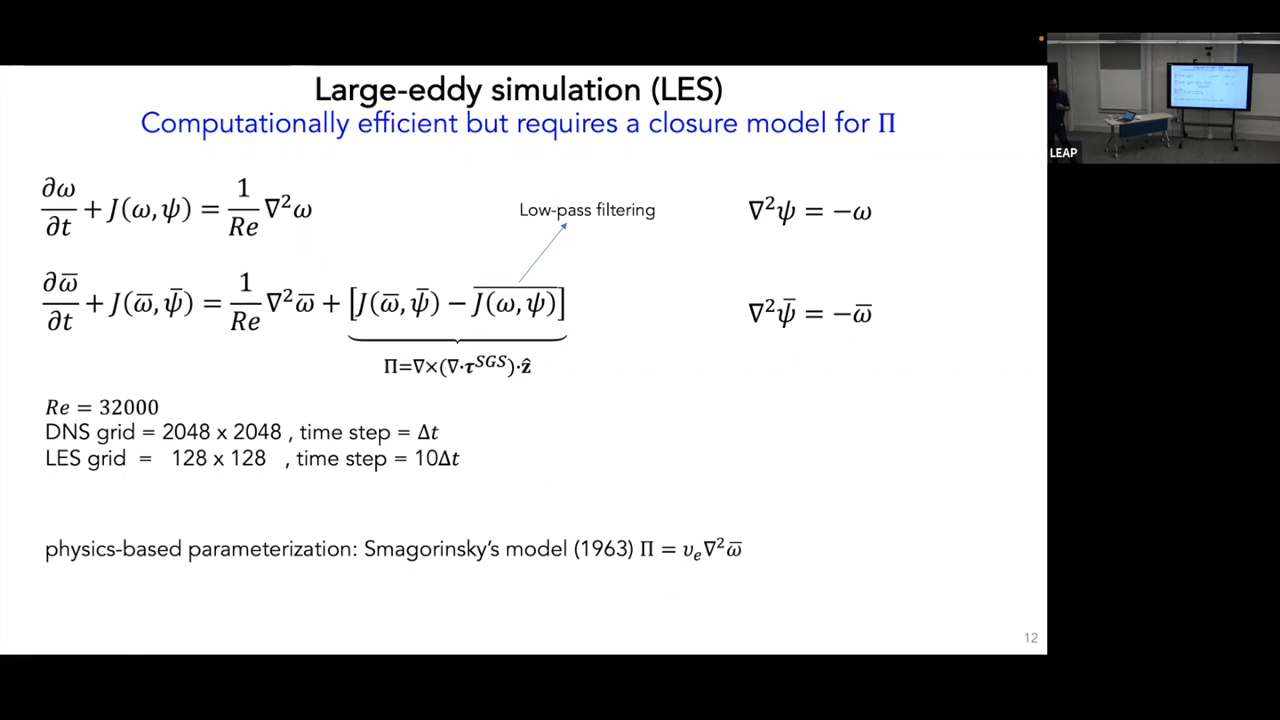 Large-eddy simulation (LES)
Computationally efficient but requires a closure model for Π
∂ω/∂t + J(ω, ψ) = 1/Re ∇²ω
Low-pass filtering
∇²ψ = −ω
∂ω̅/∂t + J(ω̅, ψ̅) = 1/Re ∇²ω̅ + [J(ω̅, ψ̅) − J(ω, ψ)̅]
∇²ψ̅ = −ω̅
Π=∇×(∇·τ^SGS)·ẑ
Re = 32000
DNS grid = 2048 x 2048 , time step = Δt
LES grid = 128 x 128 , time step = 10Δt
physics-based parameterization: Smagorinsky's model (1963) Π = υₑ∇²ω̅
12
LEAP